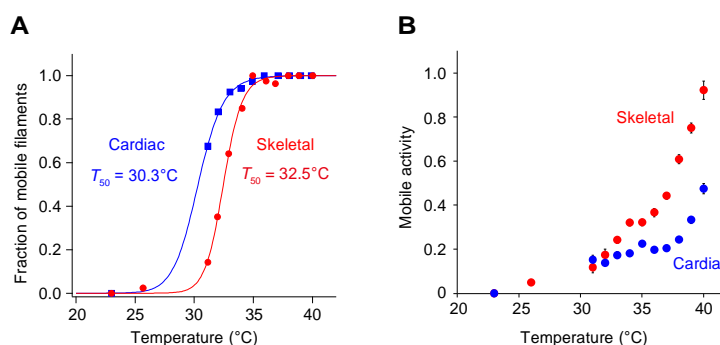 A
Fraction of mobile filaments
1.0
0.8
0.6
0.4
0.2
0.0
Cardiac
T50 = 30.3°C
Skeletal
T50 = 32.5°C
20 25 30 35 40
Temperature (°C)
B
Mobile activity
1.0
0.8
0.6
0.4
0.2
0
Skeletal
Cardia
20 25 30 35 40
Temperature (°C)